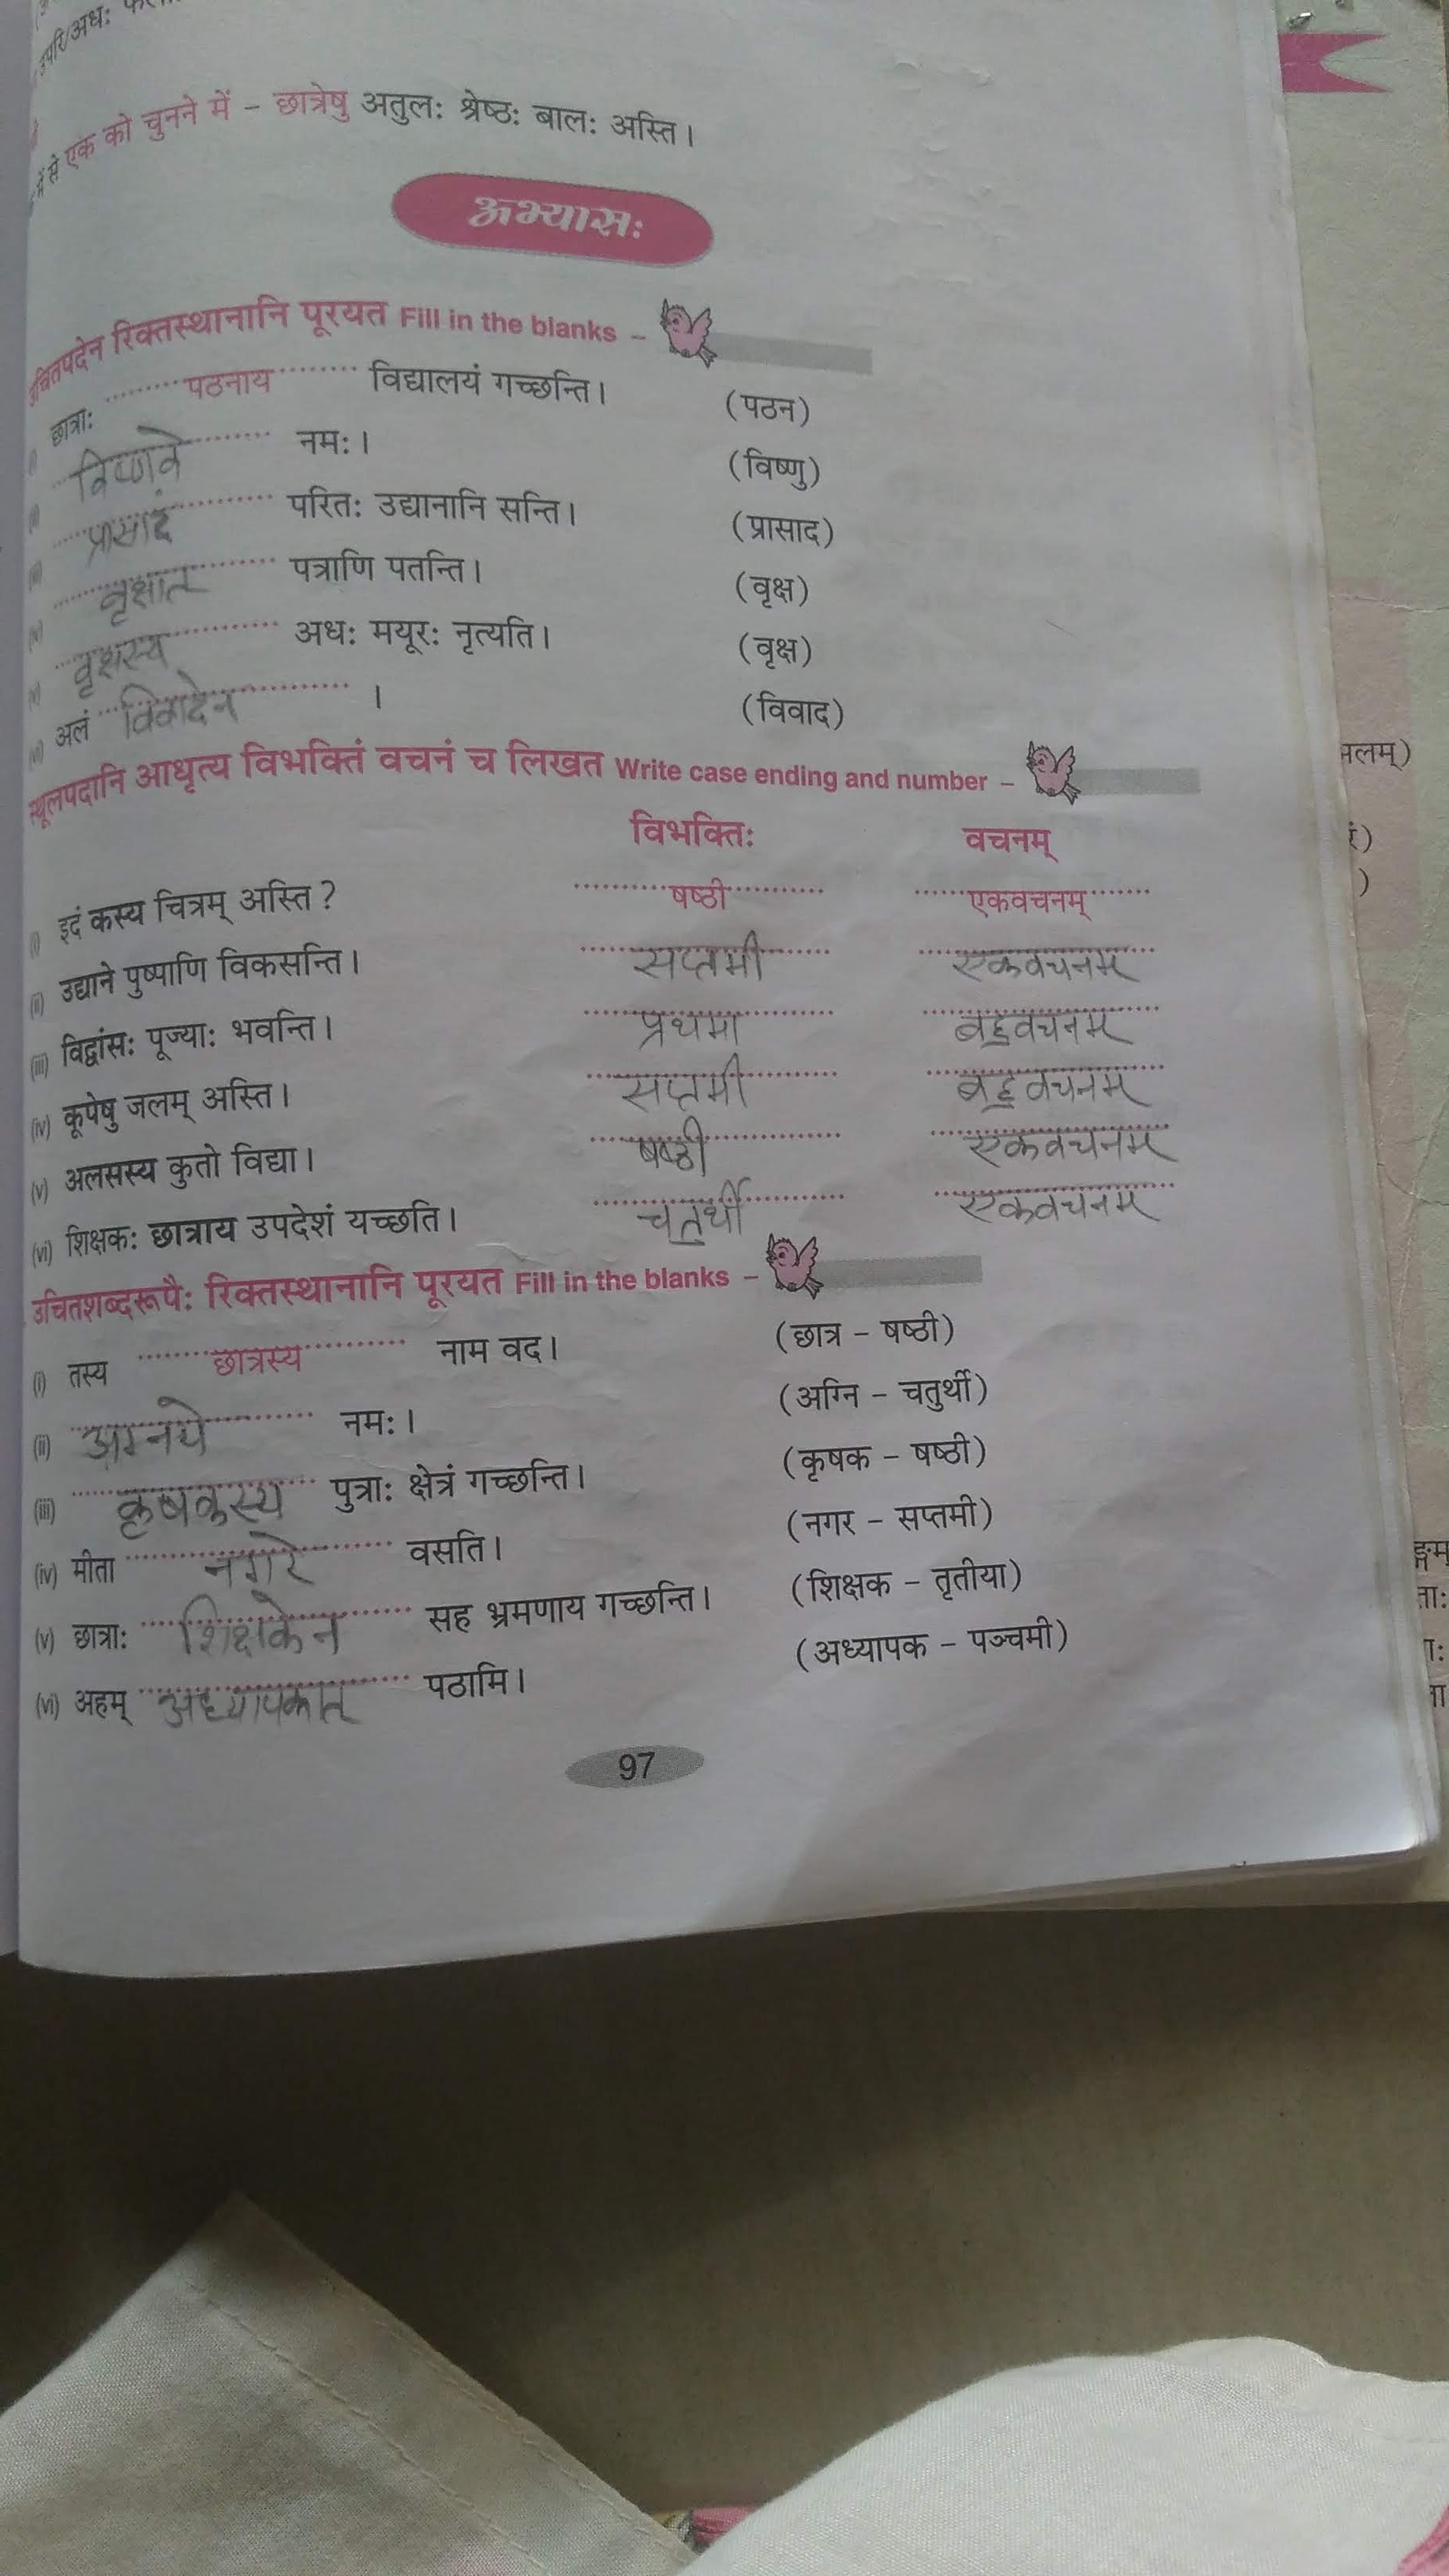 उपरि/अधः
में से एक को चुनने में – छात्रेषु अतुलः श्रेष्ठः बालः अस्ति।
अभ्यासः
उचितपदेन रिक्तस्थानानि पूरयत Fill in the blanks –
छात्राः पठनाय विद्यालयं गच्छन्ति। (पठन)
(ii) विष्णवे नमः। (विष्णु)
(iii) प्रासादं परितः उद्यानानि सन्ति। (प्रासाद)
(iv) वृक्षात् पत्राणि पतन्ति। (वृक्ष)
(v) वृक्षस्य अधः मयूरः नृत्यति। (वृक्ष)
(vi) अलं विवादेन । (विवाद)
स्थूलपदानि आधृत्य विभक्तिं वचनं च लिखत Write case ending and number –
विभक्तिः वचनम्
(i) इदं कस्य चित्रम् अस्ति? षष्ठी एकवचनम्
(ii) उद्याने पुष्पाणि विकसन्ति। सप्तमी एकवचनम्
(iii) विद्वांसः पूज्याः भवन्ति। प्रथमा बहुवचनम्
(iv) कूपेषु जलम् अस्ति। सप्तमी बहुवचनम्
(v) अलसस्य कुतो विद्या। षष्ठी एकवचनम्
(vi) शिक्षकः छात्राय उपदेशं यच्छति। चतुर्थी एकवचनम्
उचितशब्दरूपैः रिक्तस्थानानि पूरयत Fill in the blanks –
(i) तस्य छात्रस्य नाम वद। (छात्र – षष्ठी)
(ii) अग्नये नमः। (अग्नि – चतुर्थी)
(iii) कृषकस्य पुत्राः क्षेत्रं गच्छन्ति। (कृषक – षष्ठी)
(iv) मीता नगरे वसति। (नगर – सप्तमी)
(v) छात्राः शिक्षकेन सह भ्रमणाय गच्छन्ति। (शिक्षक – तृतीया)
(vi) अहम् अध्यापकात् पठामि। (अध्यापक – पञ्चमी)
97